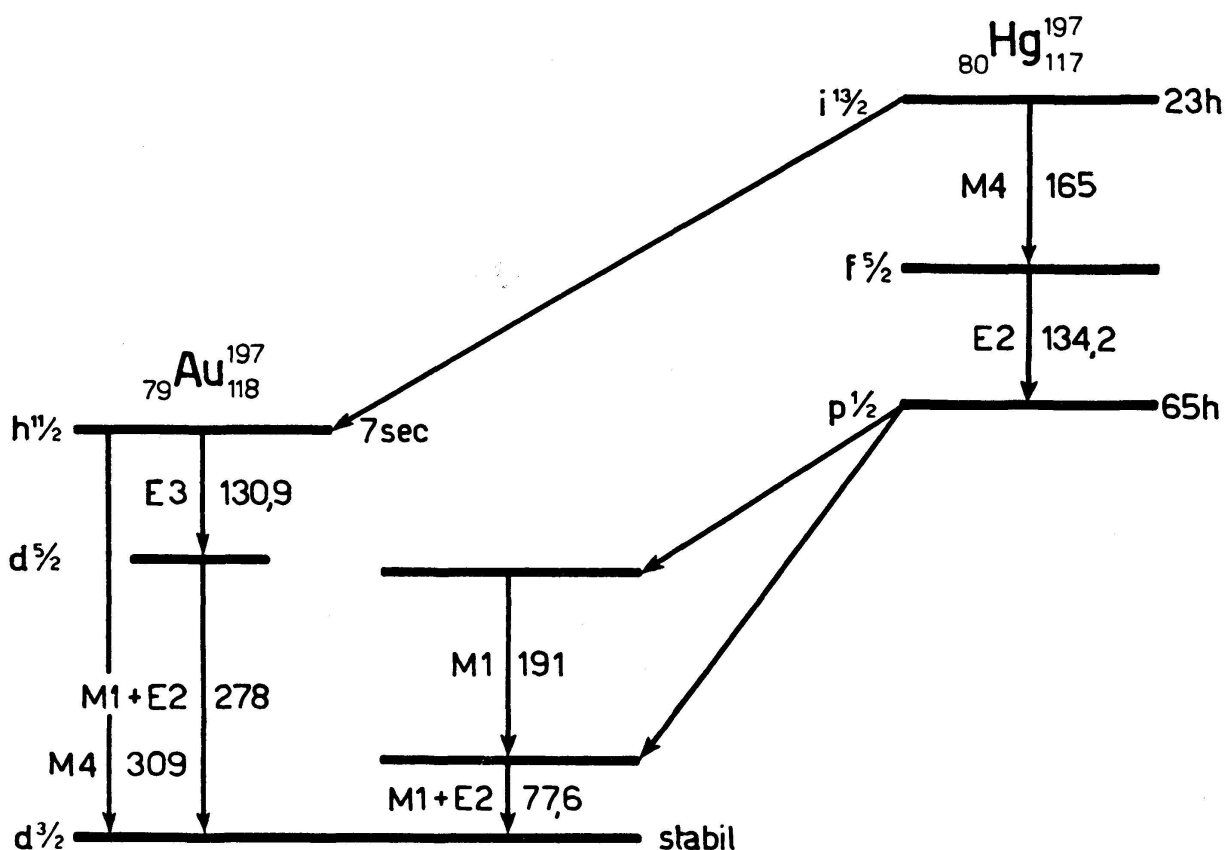 ₈₀Hg¹⁹⁷₁₁₇
i 13/2
23h
M4 165
f 5/2
E2 134,2
₇₉Au¹⁹⁷₁₁₈
p 1/2
65h
h 11/2
7sec
E3 130,9
d 5/2
M1 191
M1+E2 278
M4 309
M1+E2 77,6
d 3/2
stabil